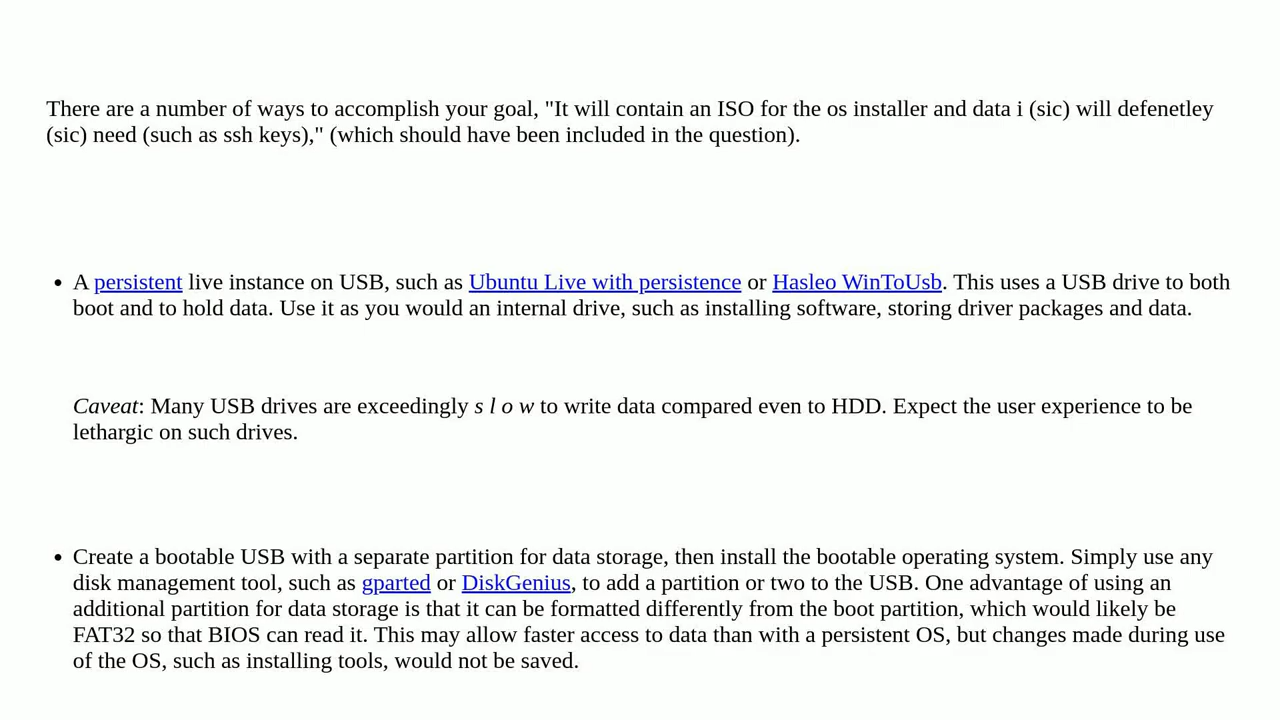 There are a number of ways to accomplish your goal, "It will contain an ISO for the os installer and data i (sic) will defenetley
(sic) need (such as ssh keys)," (which should have been included in the question).
• A persistent live instance on USB, such as Ubuntu Live with persistence or Hasleo WinToUsb. This uses a USB drive to both
boot and to hold data. Use it as you would an internal drive, such as installing software, storing driver packages and data.
Caveat: Many USB drives are exceedingly s l o w to write data compared even to HDD. Expect the user experience to be
lethargic on such drives.
• Create a bootable USB with a separate partition for data storage, then install the bootable operating system. Simply use any
disk management tool, such as gparted or DiskGenius, to add a partition or two to the USB. One advantage of using an
additional partition for data storage is that it can be formatted differently from the boot partition, which would likely be
FAT32 so that BIOS can read it. This may allow faster access to data than with a persistent OS, but changes made during use
of the OS, such as installing tools, would not be saved.